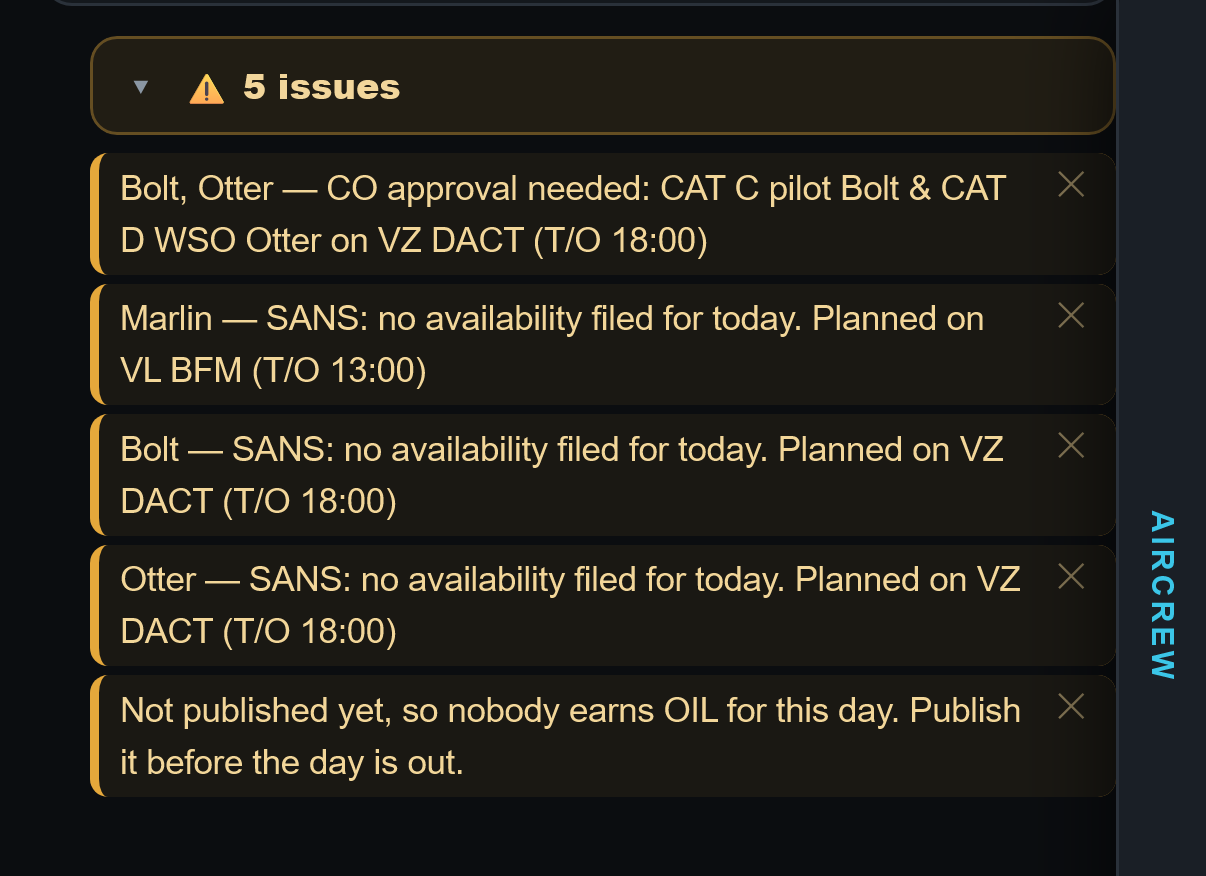 ▼ ⚠️ 5 issues
Bolt, Otter — CO approval needed: CAT C pilot Bolt & CAT
D WSO Otter on VZ DACT (T/O 18:00)
Marlin — SANS: no availability filed for today. Planned on
VL BFM (T/O 13:00)
Bolt — SANS: no availability filed for today. Planned on VZ
DACT (T/O 18:00)
Otter — SANS: no availability filed for today. Planned on VZ
DACT (T/O 18:00)
Not published yet, so nobody earns OIL for this day. Publish
it before the day is out.
AIRCREW